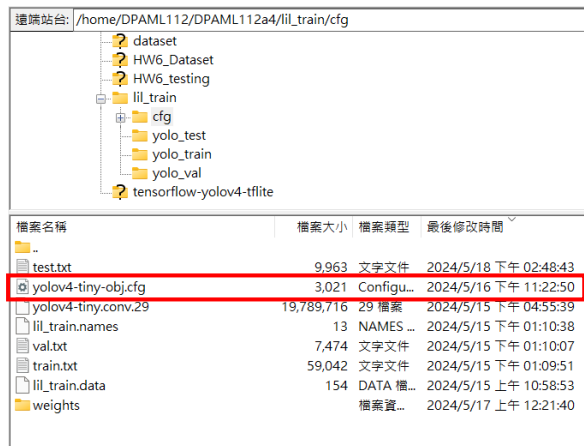 遠端站台: /home/DPAML112/DPAML112a4/lil_train/cfg
dataset
HW6_Dataset
HW6_testing
lil_train
cfg
yolo_test
yolo_train
yolo_val
tensorflow-yolov4-tflite
檔案名稱 檔案大小 檔案類型 最後修改時間
..
test.txt 9,963 文字文件 2024/5/18 下午 02:48:43
yolov4-tiny-obj.cfg 3,021 Configu... 2024/5/16 下午 11:22:50
yolov4-tiny.conv.29 19,789,716 29 檔案 2024/5/15 下午 04:55:39
lil_train.names 13 NAMES ... 2024/5/15 下午 01:10:38
val.txt 7,474 文字文件 2024/5/15 下午 01:10:07
train.txt 59,042 文字文件 2024/5/15 下午 01:09:51
lil_train.data 154 DATA 檔... 2024/5/15 上午 10:58:53
weights 檔案資... 2024/5/17 上午 12:21:40